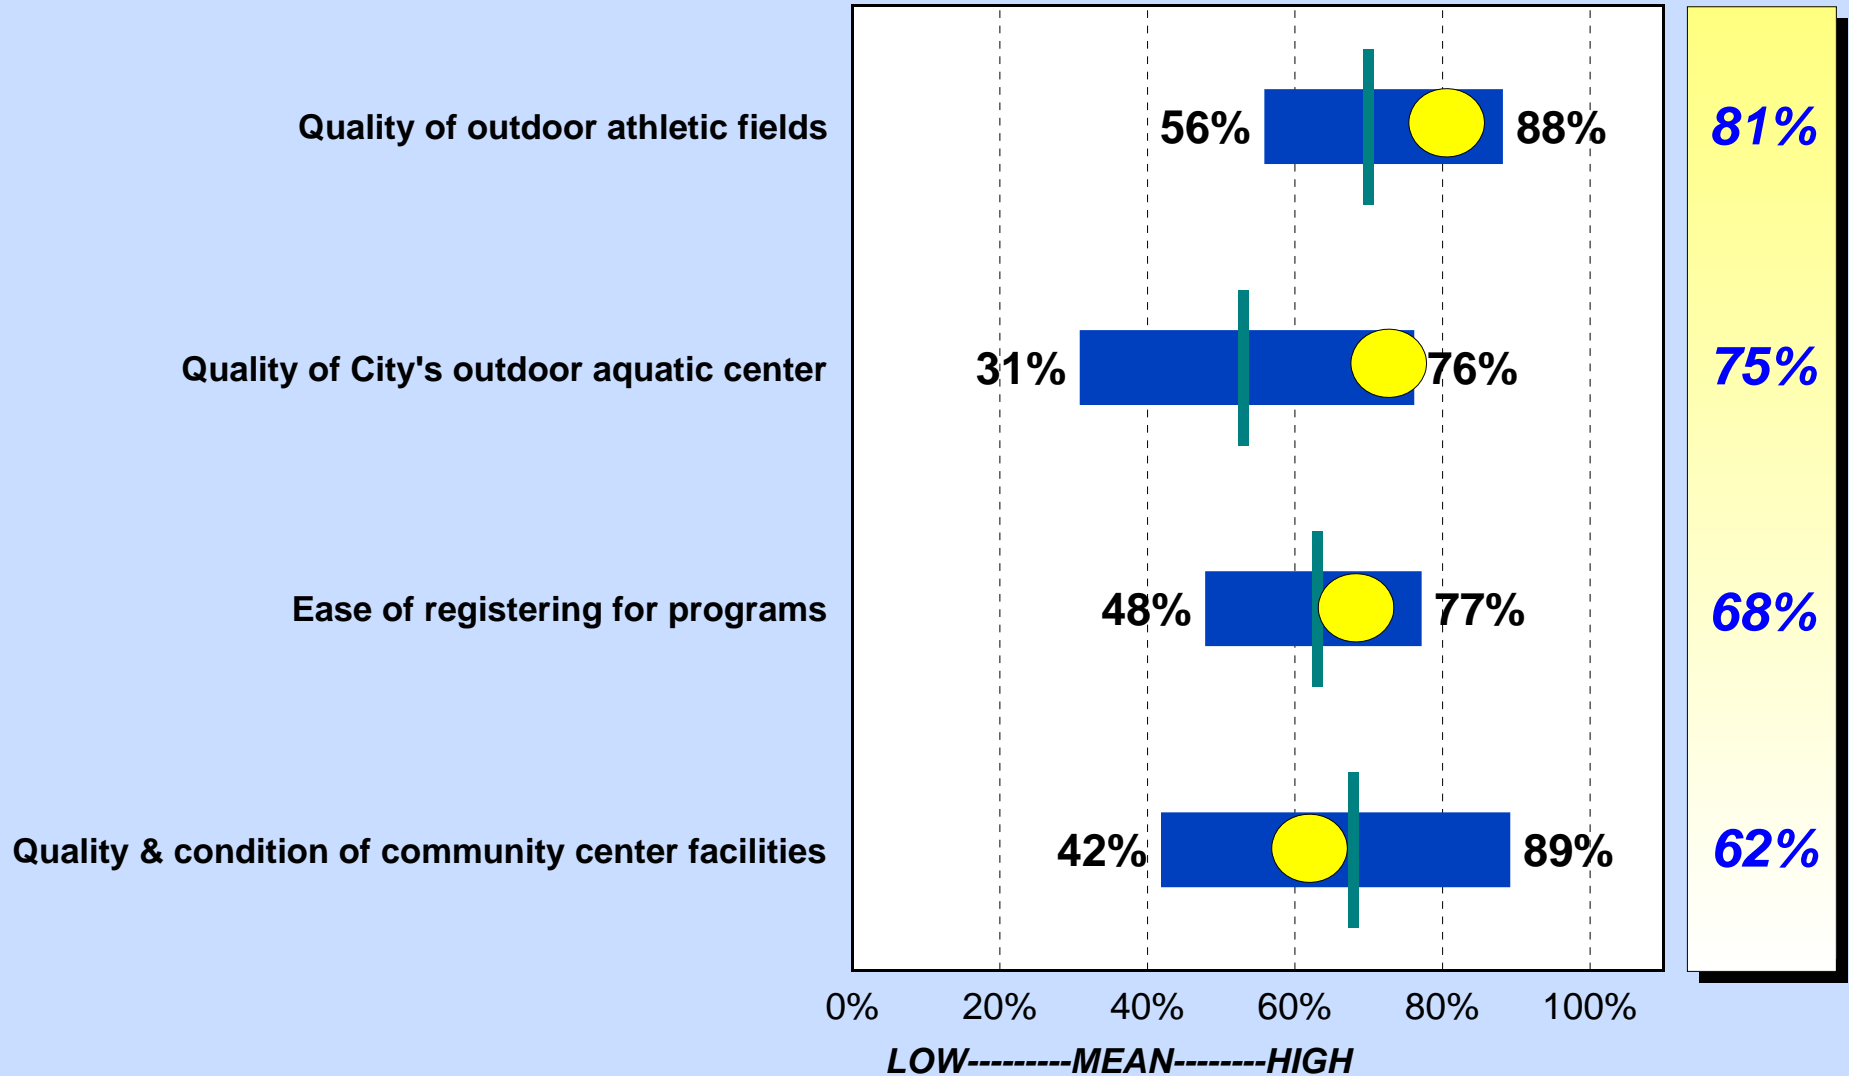 Quality of outdoor athletic fields 56% 88% 81%
Quality of City's outdoor aquatic center 31% 76% 75%
Ease of registering for programs 48% 77% 68%
Quality & condition of community center facilities 42% 89% 62%
0% 20% 40% 60% 80% 100%
LOW---------MEAN--------HIGH